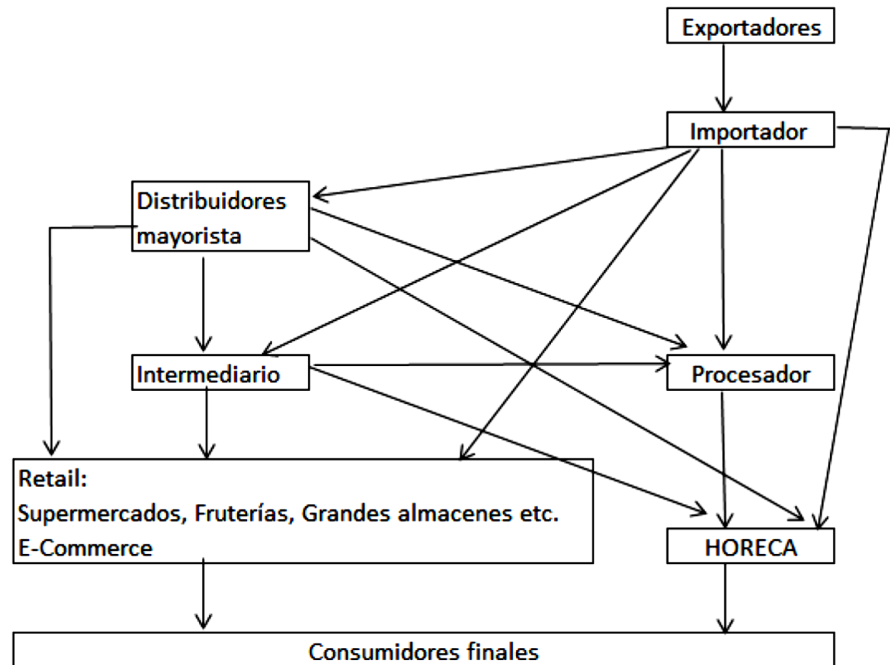 Exportadores
Importador
Distribuidores
mayorista
Intermediario
Procesador
Retail:
Supermercados, Fruterías, Grandes almacenes etc.
E-Commerce
HORECA
Consumidores finales